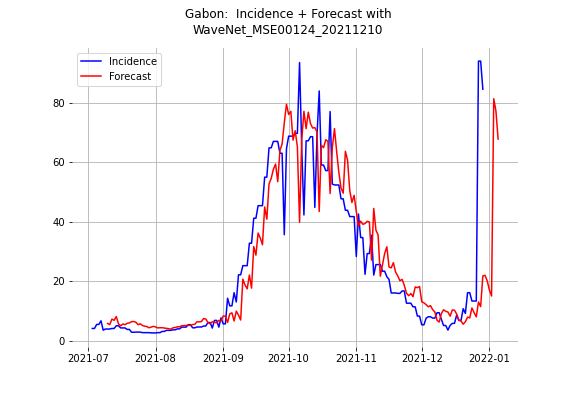 Gabon:  Incidence + Forecast with
WaveNet_MSE00124_20211210
Incidence
Forecast
80
60
40
20
0
2021-07 2021-08 2021-09 2021-10 2021-11 2021-12 2022-01